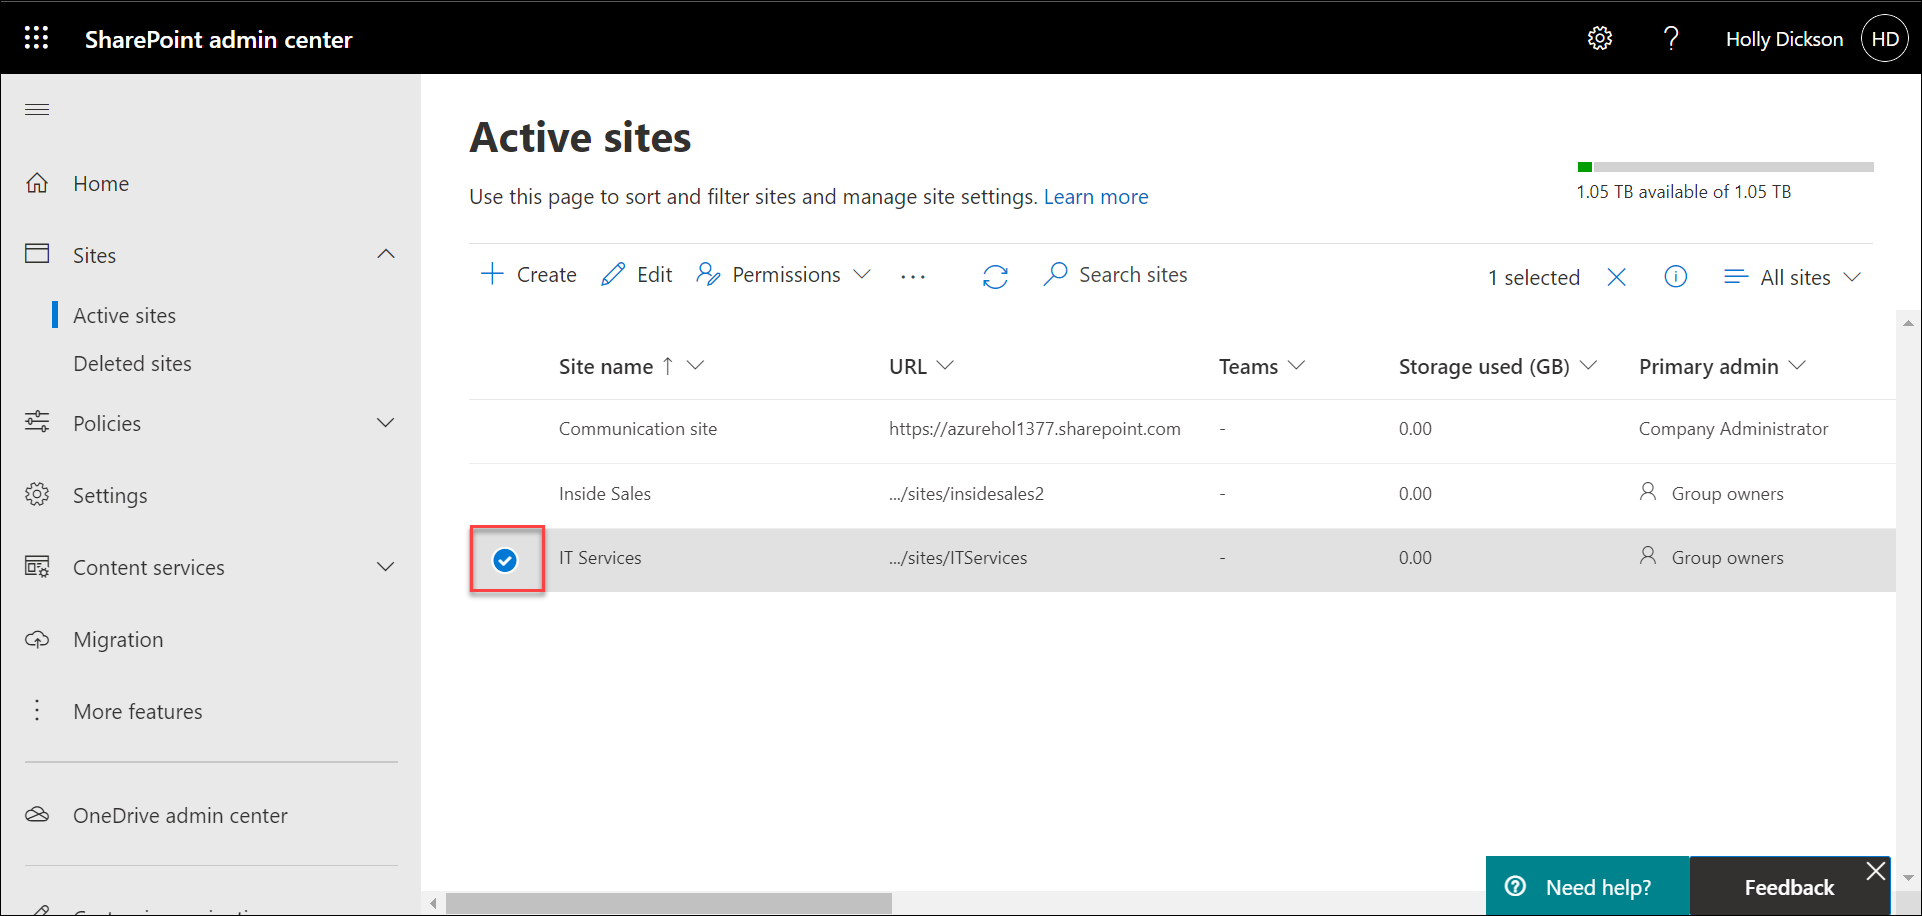 SharePoint admin center
Holly Dickson
HD
Home
Sites
Active sites
Deleted sites
Policies
Settings
Content services
Migration
More features
OneDrive admin center
Active sites
Use this page to sort and filter sites and manage site settings. Learn more
1.05 TB available of 1.05 TB
Create Edit Permissions ... Search sites 1 selected All sites
Site name ↑ URL Teams Storage used (GB) Primary admin
Communication site https://azurehol1377.sharepoint.com - 0.00 Company Administrator
Inside Sales .../sites/insidesales2 - 0.00 Group owners
IT Services .../sites/ITServices - 0.00 Group owners
Need help?
Feedback